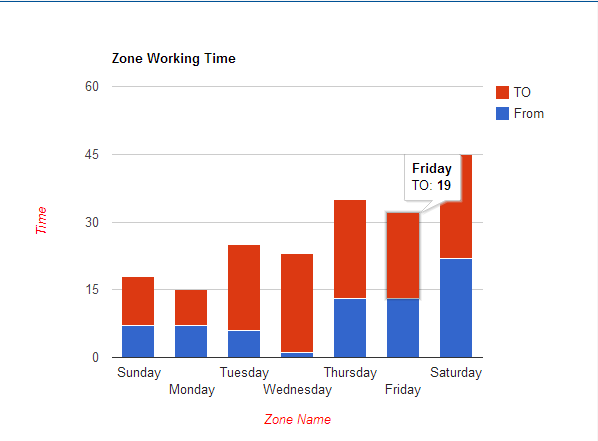 Zone Working Time
60
45
30
15
0
Time
TO
From
Friday
TO: 19
Sunday
Monday
Tuesday
Wednesday
Thursday
Friday
Saturday
Zone Name